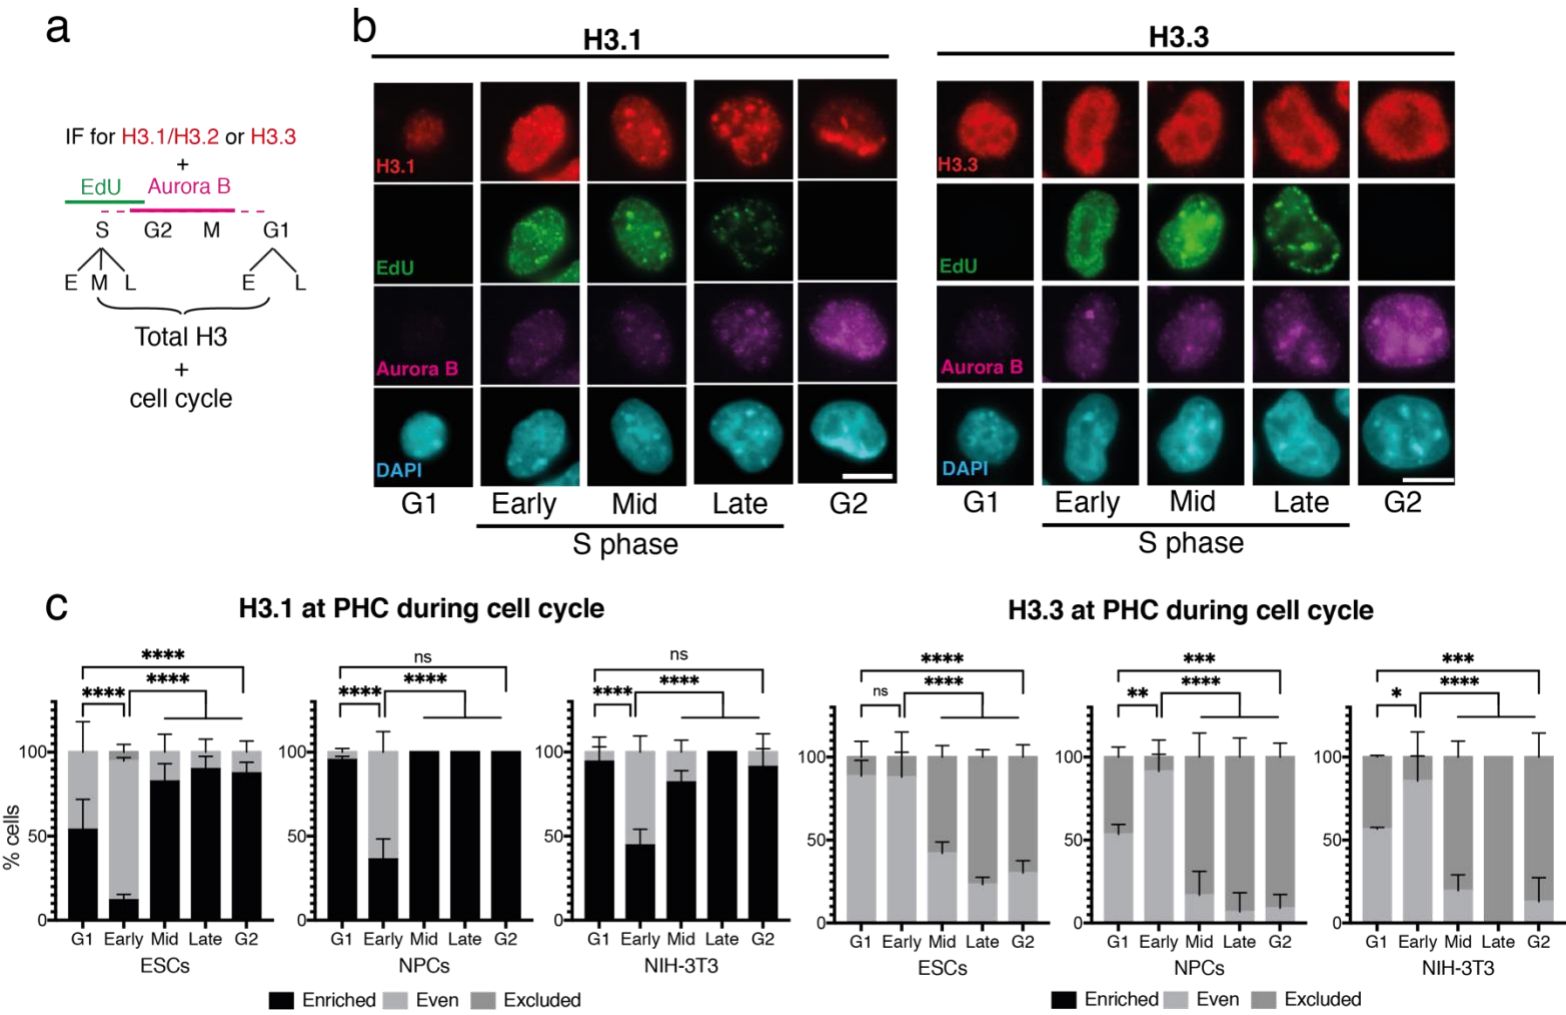 a
IF for H3.1/H3.2 or H3.3
+
EdU Aurora B
S G2 M G1
E M L E L
Total H3
+
cell cycle
b
H3.1
H3.1
EdU
Aurora B
DAPI
G1 Early Mid Late G2
S phase
H3.3
H3.3
EdU
Aurora B
DAPI
G1 Early Mid Late G2
S phase
c
H3.1 at PHC during cell cycle
% cells
****
**** ****
100
50
0
G1 Early Mid Late G2
ESCs
ns
**** ****
100
50
0
G1 Early Mid Late G2
NPCs
ns
**** ****
100
50
0
G1 Early Mid Late G2
NIH-3T3
Enriched Even Excluded
H3.3 at PHC during cell cycle
****
ns ****
100
50
0
G1 Early Mid Late G2
ESCs
***
** ****
100
50
0
G1 Early Mid Late G2
NPCs
***
* ****
100
50
0
G1 Early Mid Late G2
NIH-3T3
Enriched Even Excluded